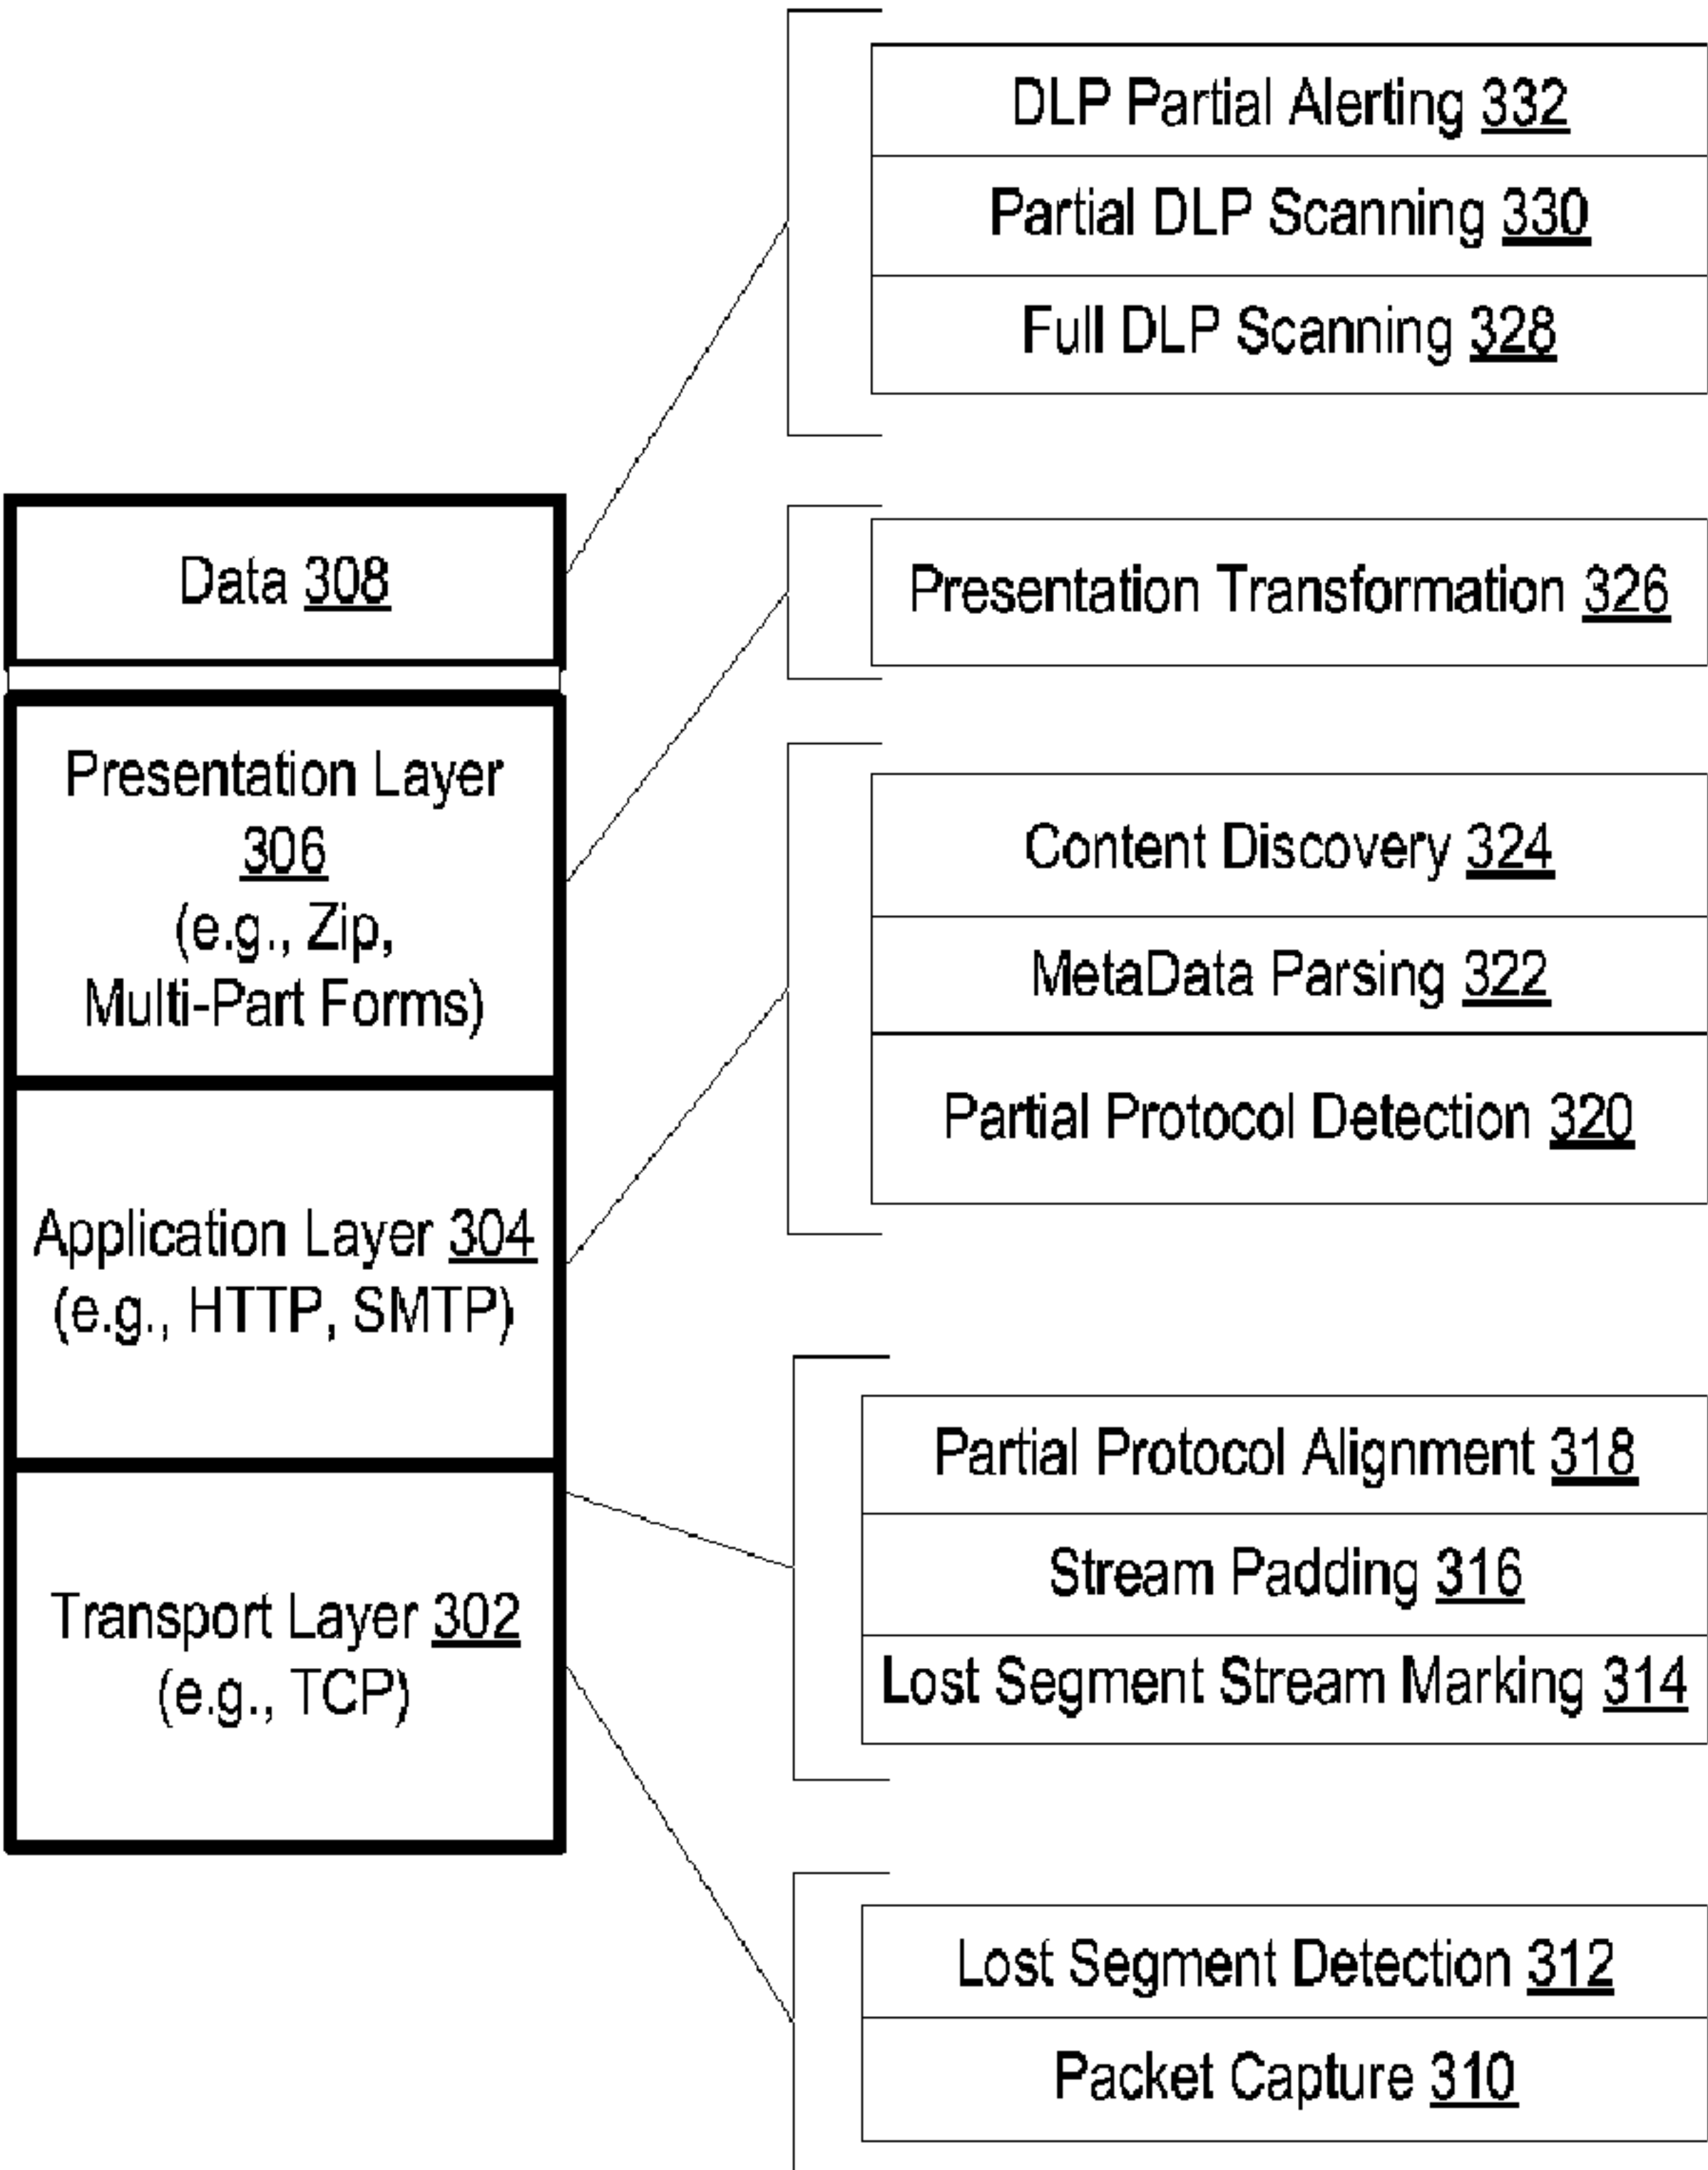 DLP Partial Alerting 332
Partial DLP Scanning 330
Full DLP Scanning 328
Data 308
Presentation Transformation 326
Presentation Layer
306
(e.g., Zip,
Multi-Part Forms)
Content Discovery 324
MetaData Parsing 322
Partial Protocol Detection 320
Application Layer 304
(e.g., HTTP, SMTP)
Partial Protocol Alignment 318
Stream Padding 316
Lost Segment Stream Marking 314
Transport Layer 302
(e.g., TCP)
Lost Segment Detection 312
Packet Capture 310